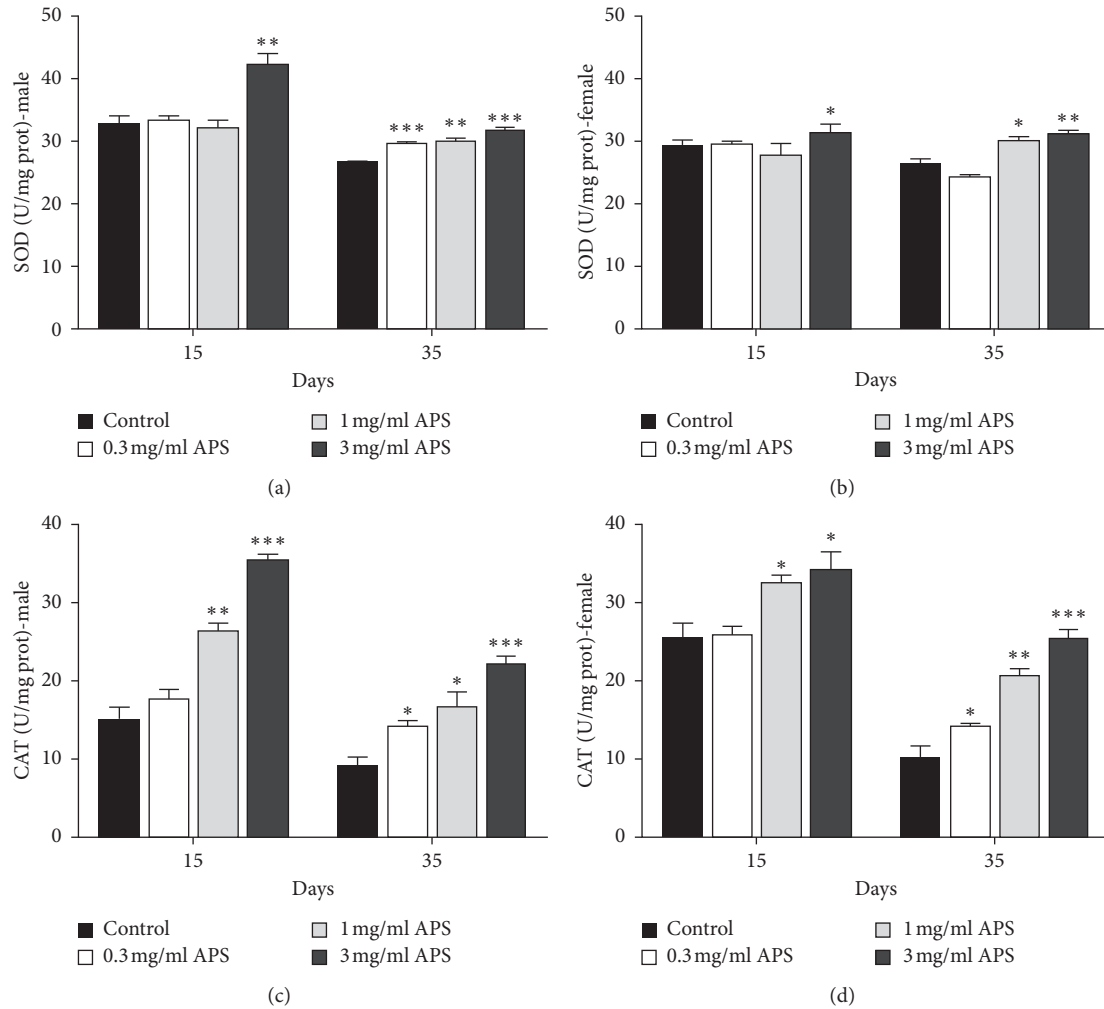 50
40
30
20
10
0
SOD (U/mg prot)-male
**
***
**
***
15
35
Days
Control
1 mg/ml APS
0.3 mg/ml APS
3 mg/ml APS
(a)
50
40
30
20
10
0
SOD (U/mg prot)-female
*
*
**
15
35
Days
Control
1 mg/ml APS
0.3 mg/ml APS
3 mg/ml APS
(b)
40
30
20
10
0
CAT (U/mg prot)-male
**
***
*
*
***
15
35
Days
Control
1 mg/ml APS
0.3 mg/ml APS
3 mg/ml APS
(c)
40
30
20
10
0
CAT (U/mg prot)-female
*
*
*
**
***
15
35
Days
Control
1 mg/ml APS
0.3 mg/ml APS
3 mg/ml APS
(d)